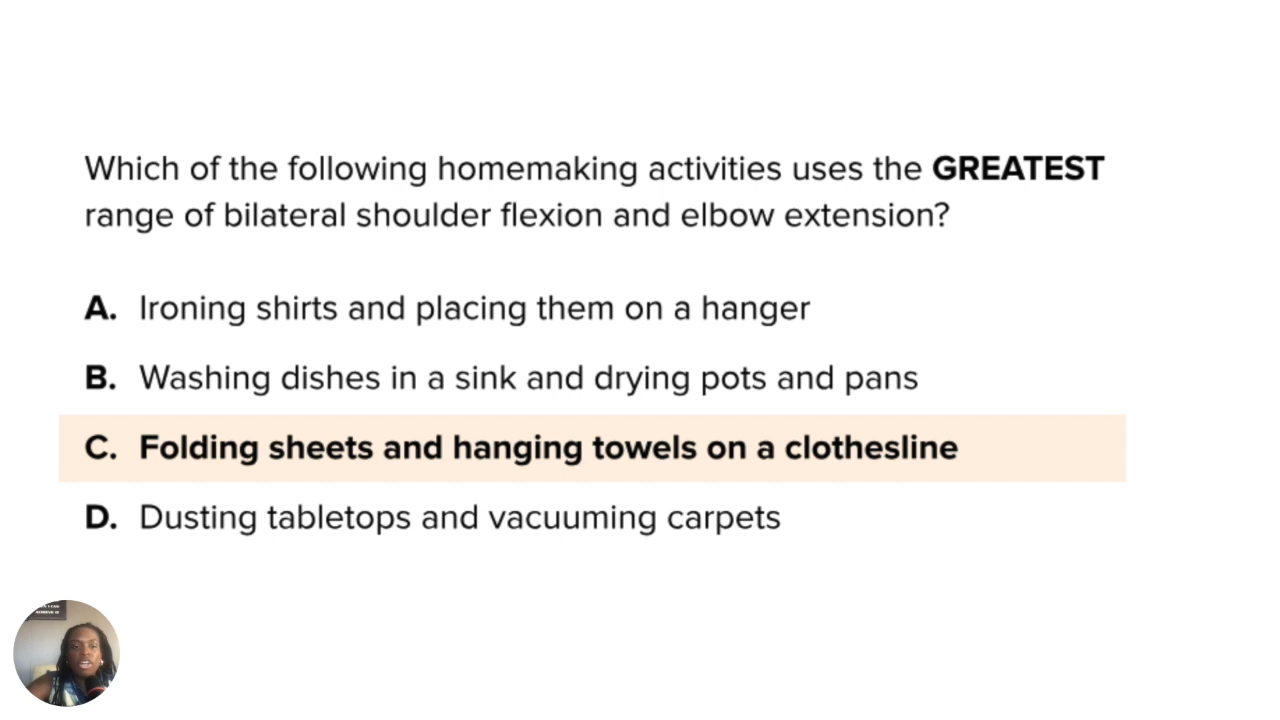 Which of the following homemaking activities uses the GREATEST
range of bilateral shoulder flexion and elbow extension?
A. Ironing shirts and placing them on a hanger
B. Washing dishes in a sink and drying pots and pans
C. Folding sheets and hanging towels on a clothesline
D. Dusting tabletops and vacuuming carpets